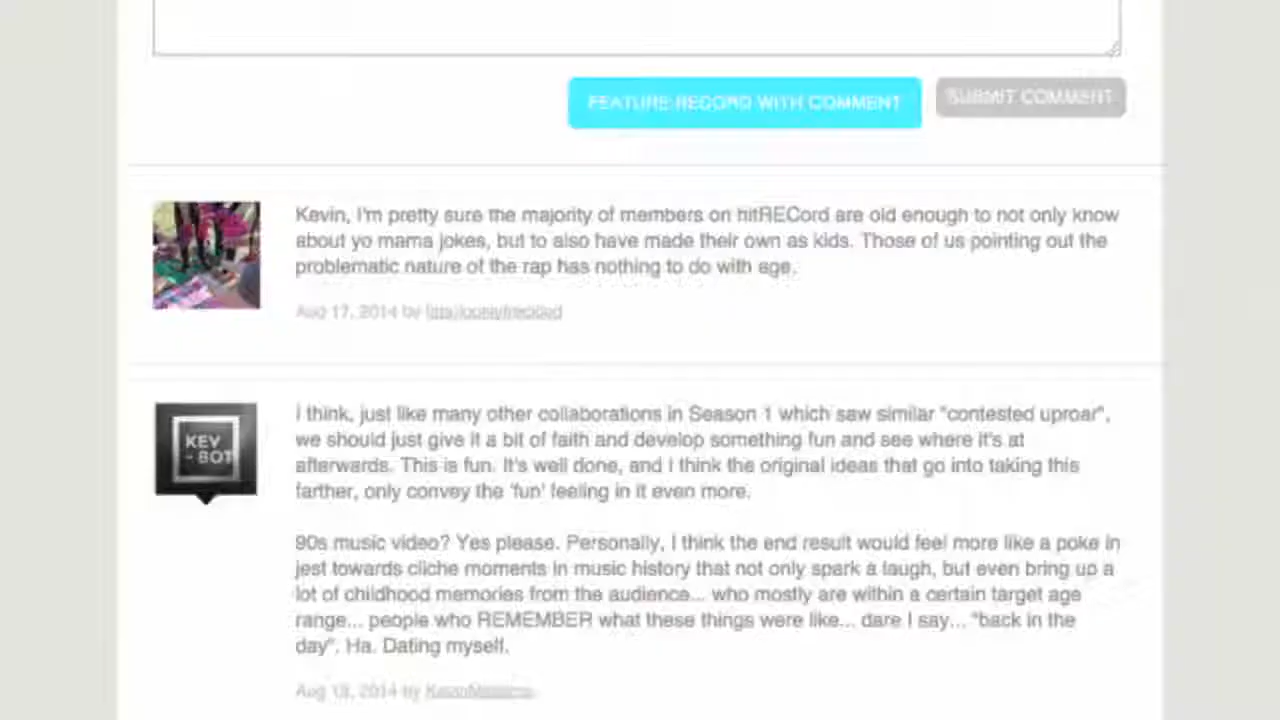 FEATURE RECORD WITH COMMENT
SUBMIT COMMENT
Kevin, I'm pretty sure the majority of members on hitRECord are old enough to not only know
about yo mama jokes, but to also have made their own as kids. Those of us pointing out the
problematic nature of the rap has nothing to do with age.
Aug 17, 2014 by
KEV
- BOT
I think, just like many other collaborations in Season 1 which saw similar "contested uproar",
we should just give it a bit of faith and develop something fun and see where it's at
afterwards. This is fun. It's well done, and I think the original ideas that go into taking this
farther, only convey the 'fun' feeling in it even more.
90s music video? Yes please. Personally, I think the end result would feel more like a poke in
jest towards cliche moments in music history that not only spark a laugh, but even bring up a
lot of childhood memories from the audience... who mostly are within a certain target age
range... people who REMEMBER what these things were like... dare I say... "back in the
day". Ha. Dating myself.
Aug 2014 by